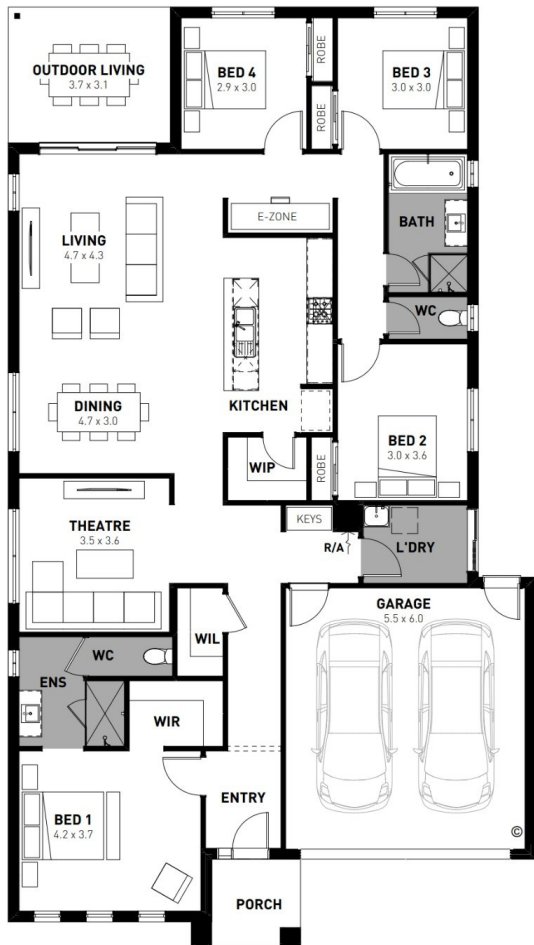 OUTDOOR LIVING
3.7 x 3.1
BED 4
2.9 x 3.0
ROBE
ROBE
BED 3
3.0 x 3.0
E-ZONE
BATH
LIVING
4.7 x 4.3
WC
KITCHEN
DINING
4.7 x 3.0
BED 2
3.0 x 3.6
WIP
ROBE
THEATRE
3.5 x 3.6
KEYS
R/A
L'DRY
GARAGE
5.5 x 6.0
WIL
WC
ENS
WIR
BED 1
4.2 x 3.7
ENTRY
©
PORCH